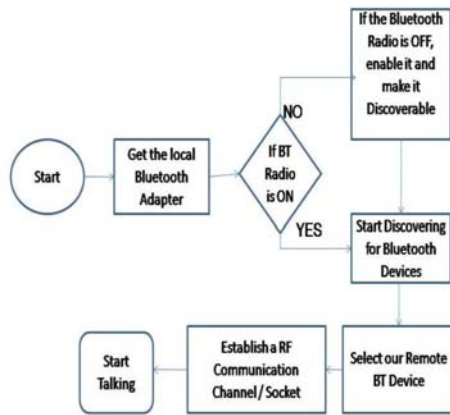 Start
Get the local
Bluetooth
Adapter
If BT
Radio
is ON
NO
YES
If the Bluetooth
Radio is OFF,
enable it and
make it
Discoverable
Start Discovering
for Bluetooth
Devices
Select our Remote
BT Device
Establish a RF
Communication
Channel / Socket
Start
Talking